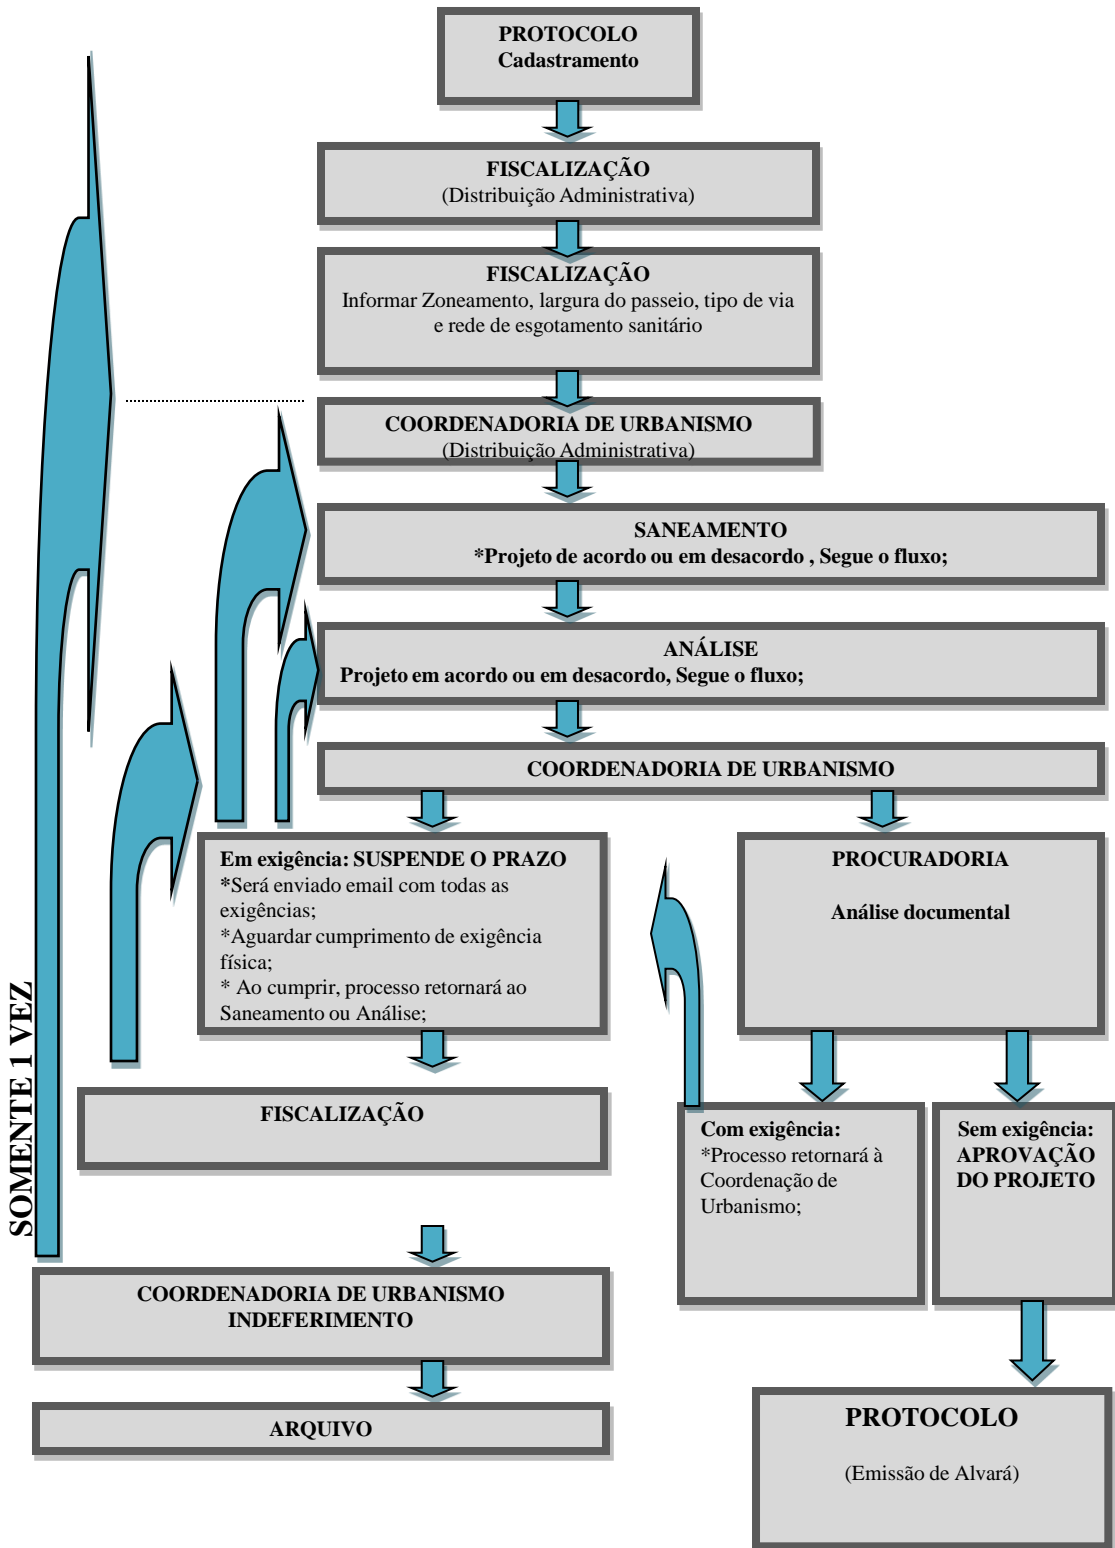 PROTOCOLO
Cadastramento
FISCALIZAÇÃO
(Distribuição Administrativa)
FISCALIZAÇÃO
Informar Zoneamento, largura do passeio, tipo de via
e rede de esgotamento sanitário
COORDENADORIA DE URBANISMO
(Distribuição Administrativa)
SANEAMENTO
*Projeto de acordo ou em desacordo , Segue o fluxo;
ANÁLISE
Projeto em acordo ou em desacordo, Segue o fluxo;
COORDENADORIA DE URBANISMO
Em exigência: SUSPENDE O PRAZO
*Será enviado email com todas as
exigências;
*Aguardar cumprimento de exigência
física;
* Ao cumprir, processo retornará ao
Saneamento ou Análise;
PROCURADORIA
Análise documental
SOMENTE 1 VEZ
FISCALIZAÇÃO
Com exigência:
*Processo retornará à
Coordenação de
Urbanismo;
Sem exigência:
APROVAÇÃO
DO PROJETO
COORDENADORIA DE URBANISMO
INDEFERIMENTO
ARQUIVO
PROTOCOLO
(Emissão de Alvará)